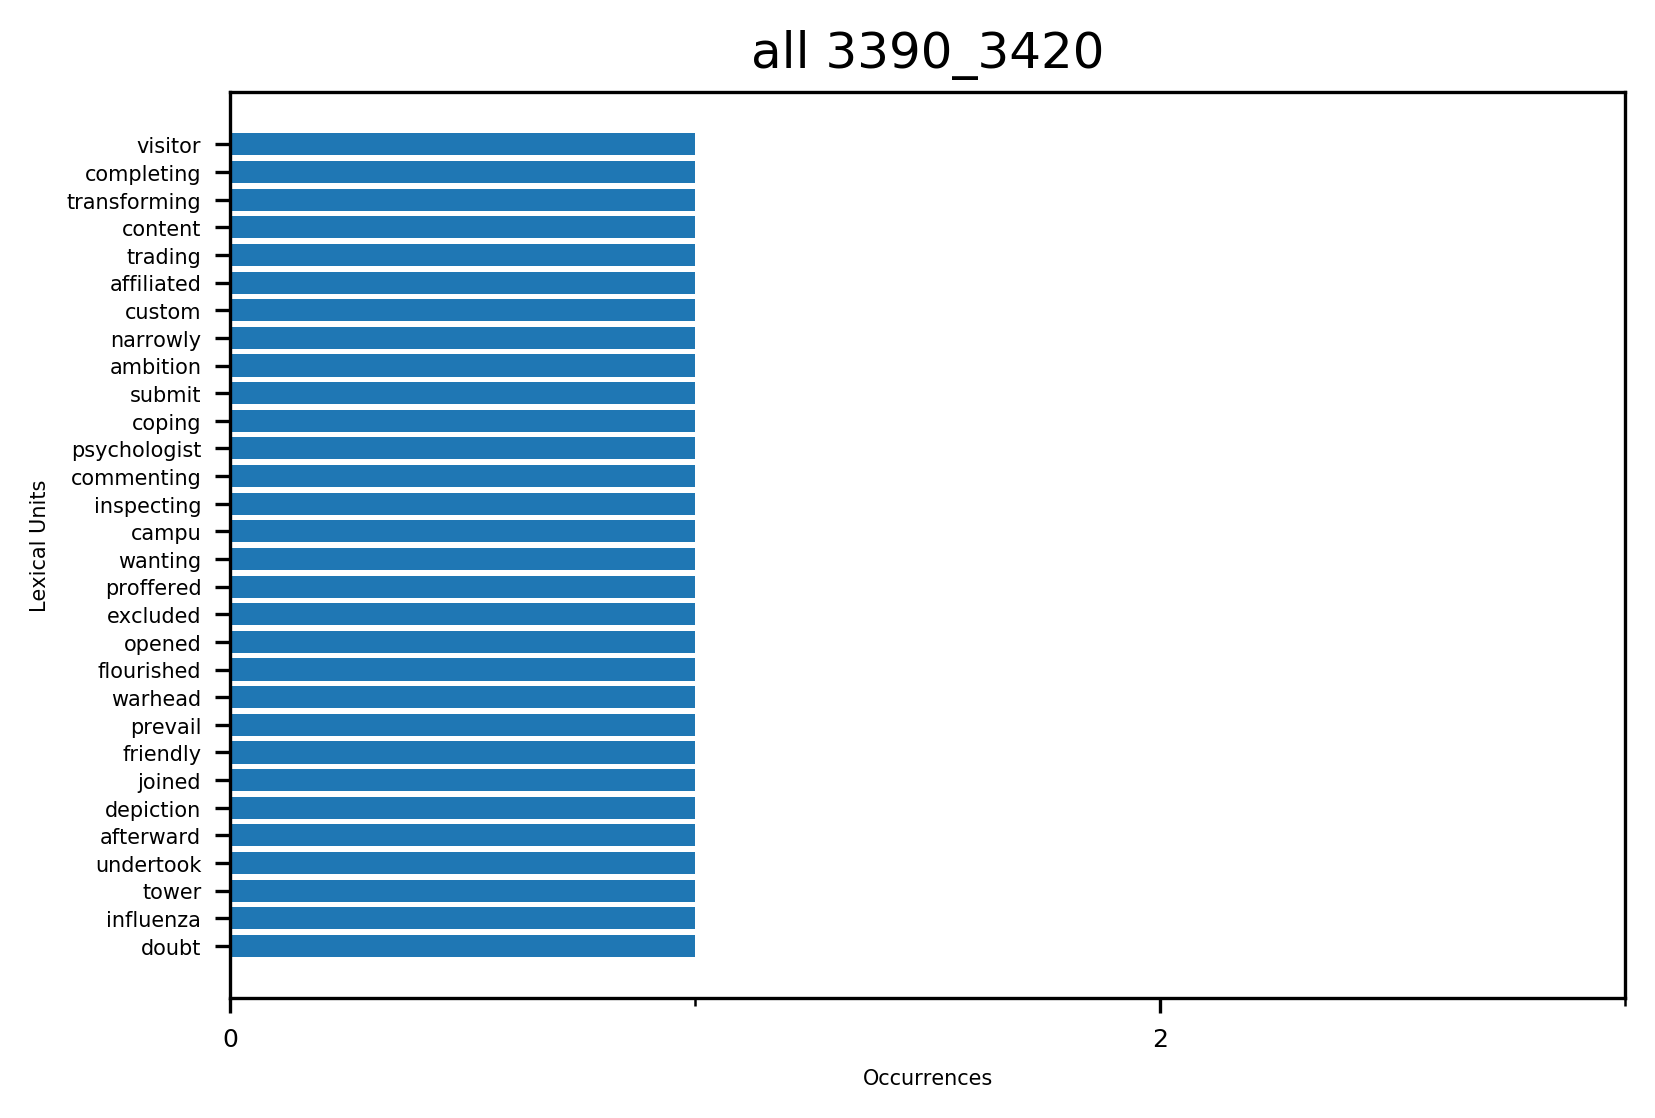 all 3390_3420
visitor
completing
transforming
content
trading
affiliated
custom
narrowly
ambition
submit
coping
psychologist
commenting
inspecting
campu
wanting
proffered
excluded
opened
flourished
warhead
prevail
friendly
joined
depiction
afterward
undertook
tower
influenza
doubt
Lexical Units
0
2
Occurrences